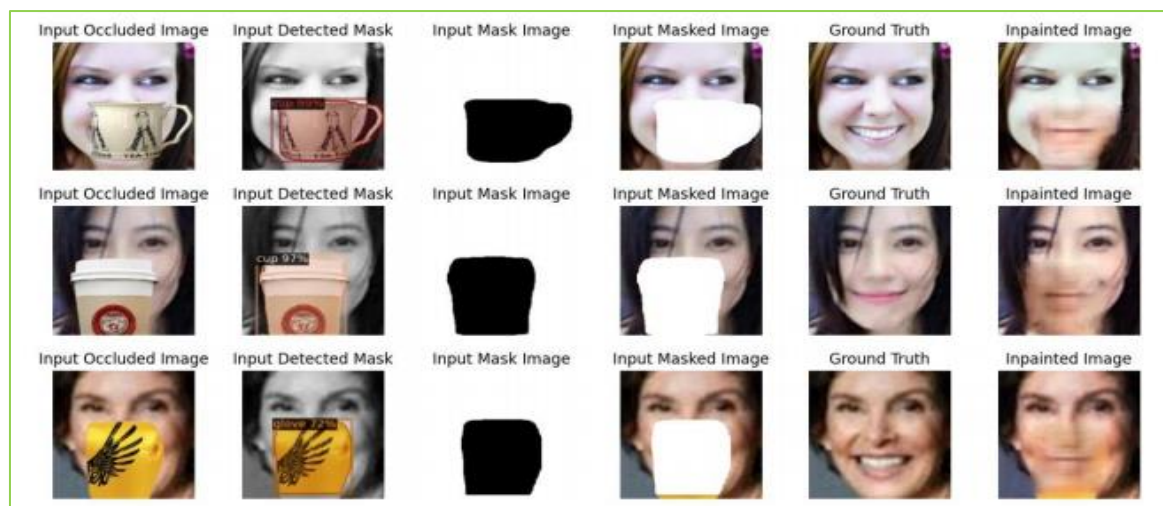 Input Occluded Image Input Detected Mask Input Mask Image Input Masked Image Ground Truth Inpainted Image
cup 99%
Input Occluded Image Input Detected Mask Input Mask Image Input Masked Image Ground Truth Inpainted Image
cup 97%
Input Occluded Image Input Detected Mask Input Mask Image Input Masked Image Ground Truth Inpainted Image
glove 72%